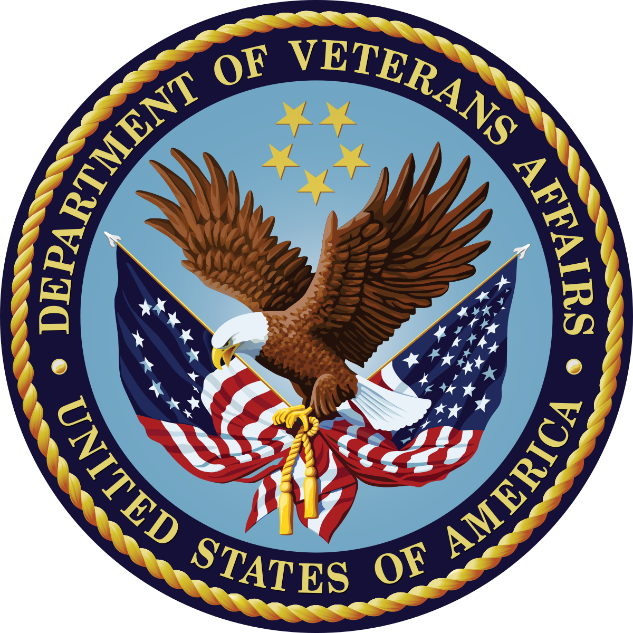 DEPARTMENT OF VETERANS AFFAIRS
UNITED STATES OF AMERICA